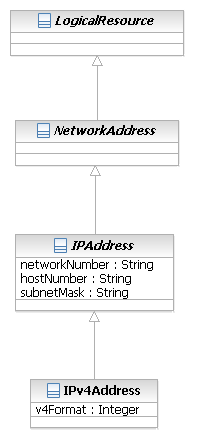 LogicalResource
NetworkAddress
IPAddress
networkNumber : String
hostNumber : String
subnetMask : String
IPv4Address
v4Format : Integer